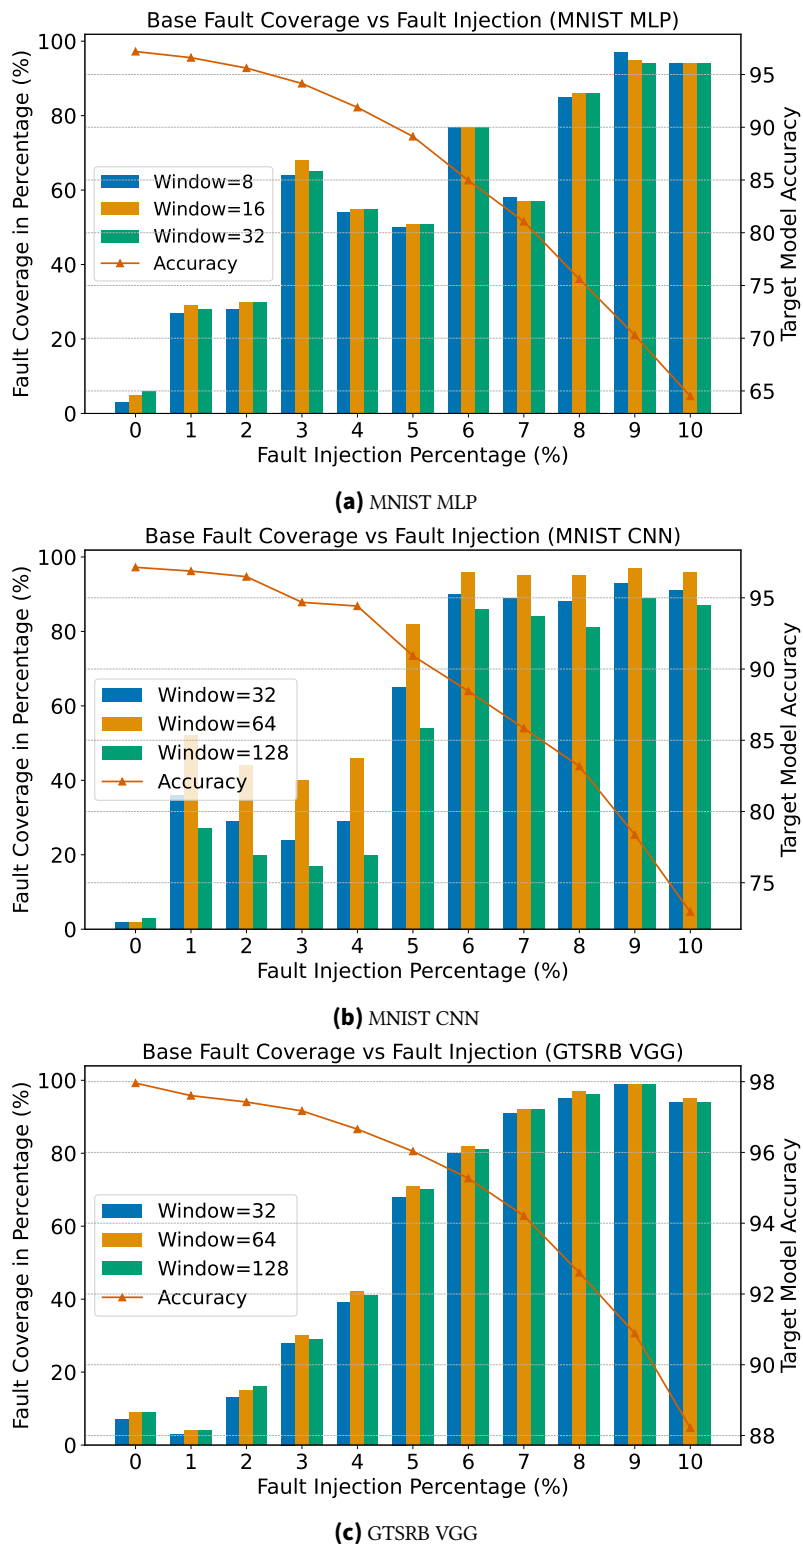 Base Fault Coverage vs Fault Injection (MNIST MLP)
Fault Coverage in Percentage (%)
100
80
60
40
20
0
Window=8
Window=16
Window=32
Accuracy
95
90
85
80
75
70
65
Target Model Accuracy
0 1 2 3 4 5 6 7 8 9 10
Fault Injection Percentage (%)
(a) MNIST MLP
Base Fault Coverage vs Fault Injection (MNIST CNN)
Fault Coverage in Percentage (%)
100
80
60
40
20
0
Window=32
Window=64
Window=128
Accuracy
95
90
85
80
75
Target Model Accuracy
0 1 2 3 4 5 6 7 8 9 10
Fault Injection Percentage (%)
(b) MNIST CNN
Base Fault Coverage vs Fault Injection (GTSRB VGG)
Fault Coverage in Percentage (%)
100
80
60
40
20
0
Window=32
Window=64
Window=128
Accuracy
98
96
94
92
90
88
Target Model Accuracy
0 1 2 3 4 5 6 7 8 9 10
Fault Injection Percentage (%)
(c) GTSRB VGG